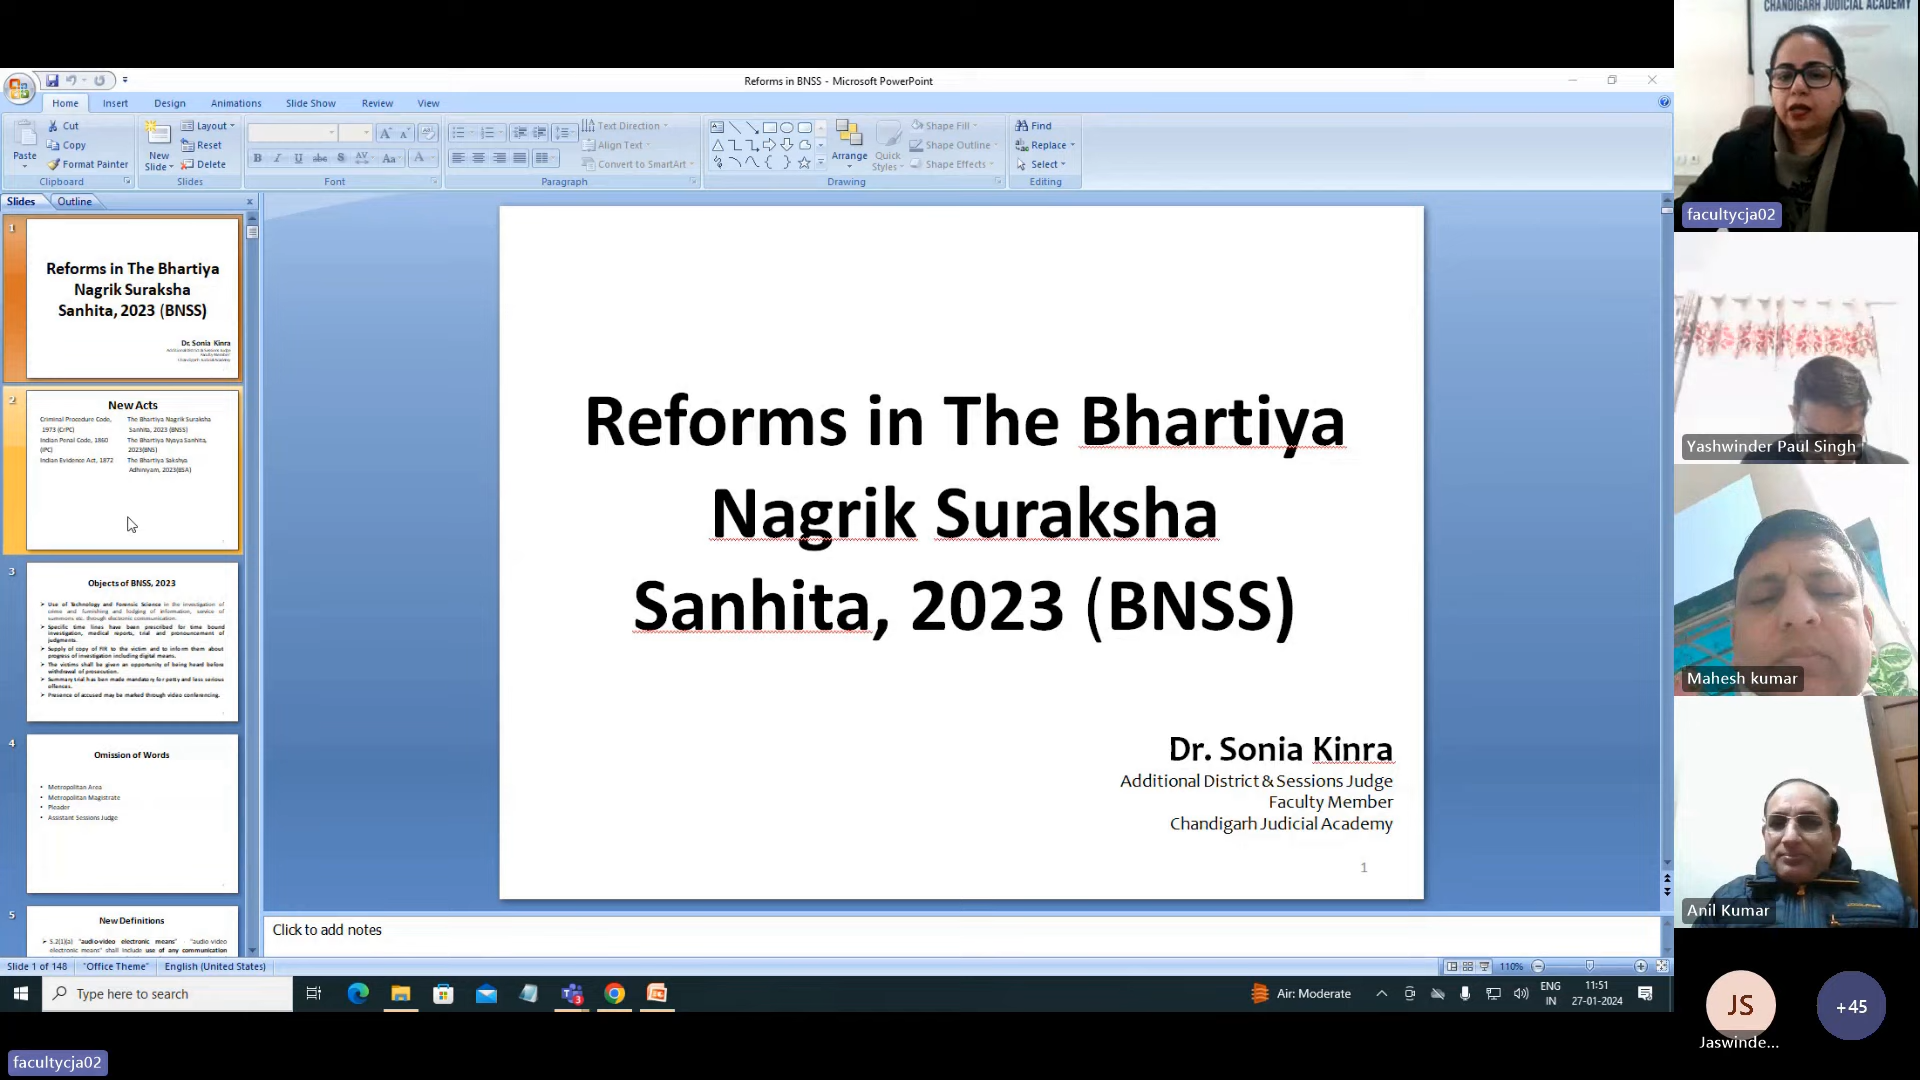 CHANDIGARH JUDICIAL ACADEMY
Reforms in BNSS - Microsoft PowerPoint
Home Insert Design Animations Slide Show Review View
Paste
Cut
Copy
Format Painter
Clipboard
New Slide
Layout
Reset
Delete
Slides
Font
Text Direction
Align Text
Convert to SmartArt
Paragraph
Arrange
Quick Styles
Shape Fill
Shape Outline
Shape Effects
Drawing
Find
Replace
Select
Editing
Slides Outline
1
Reforms in The Bhartiya
Nagrik Suraksha
Sanhita, 2023 (BNSS)
Dr. Sonia Kinra
Additional District & Sessions Judge
Faculty Member
Chandigarh Judicial Academy
2
New Acts
Criminal Procedure Code, 1973 (CrPC)
The Bhartiya Nagrik Suraksha Sanhita, 2023 (BNSS)
Indian Penal Code, 1860 (IPC)
The Bhartiya Nyaya Sanhita, 2023(BNS)
Indian Evidence Act, 1872
The Bhartiya Sakshya Adhiniyam, 2023(BSA)
3
Objects of BNSS, 2023
Use of Technology and Forensic Science in the investigation of
crime and furnishing and lodging of information, service of
summons etc. through electronic communication.
Specific time lines have been prescribed for time bound
investigation, medical reports, trial and pronouncement of
judgments.
Supply of copy of FIR to the victim and to inform them about
progress of investigation including digital means.
The victims shall be given an opportunity of being heard before
withdrawal of prosecution.
Summary trial has ben made mandatory for petty and less serious
offences.
Presence of accused may be marked through video conferencing.
4
Omission of Words
• Metropolitan Area
• Metropolitan Magistrate
• Pleader
• Assistant Sessions Judge
5
New Definitions
S.2(1)(a) "audio-video electronic means" - "audio-video
electronic means" shall include use of any communication
Reforms in The Bhartiya
Nagrik Suraksha
Sanhita, 2023 (BNSS)
Dr. Sonia Kinra
Additional District & Sessions Judge
Faculty Member
Chandigarh Judicial Academy
1
Click to add notes
Slide 1 of 148 "Office Theme" English (United States)
110%
Type here to search
3
Air: Moderate
ENG
IN
11:51
27-01-2024
facultycja02
Yashwinder Paul Singh
Mahesh kumar
Anil Kumar
JS
Jaswinde...
+45
facultycja02